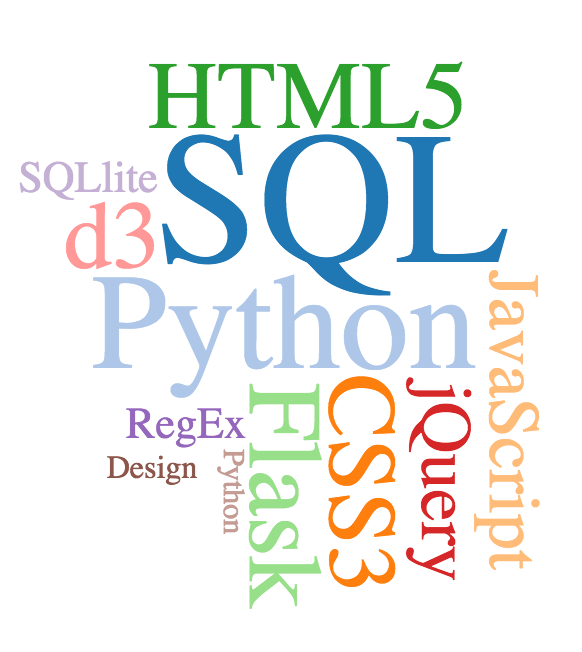 HTML5
SQL
SQLlite
d3
Python
JavaScript
RegEx
Flask
CSS3
jQuery
Design
Python